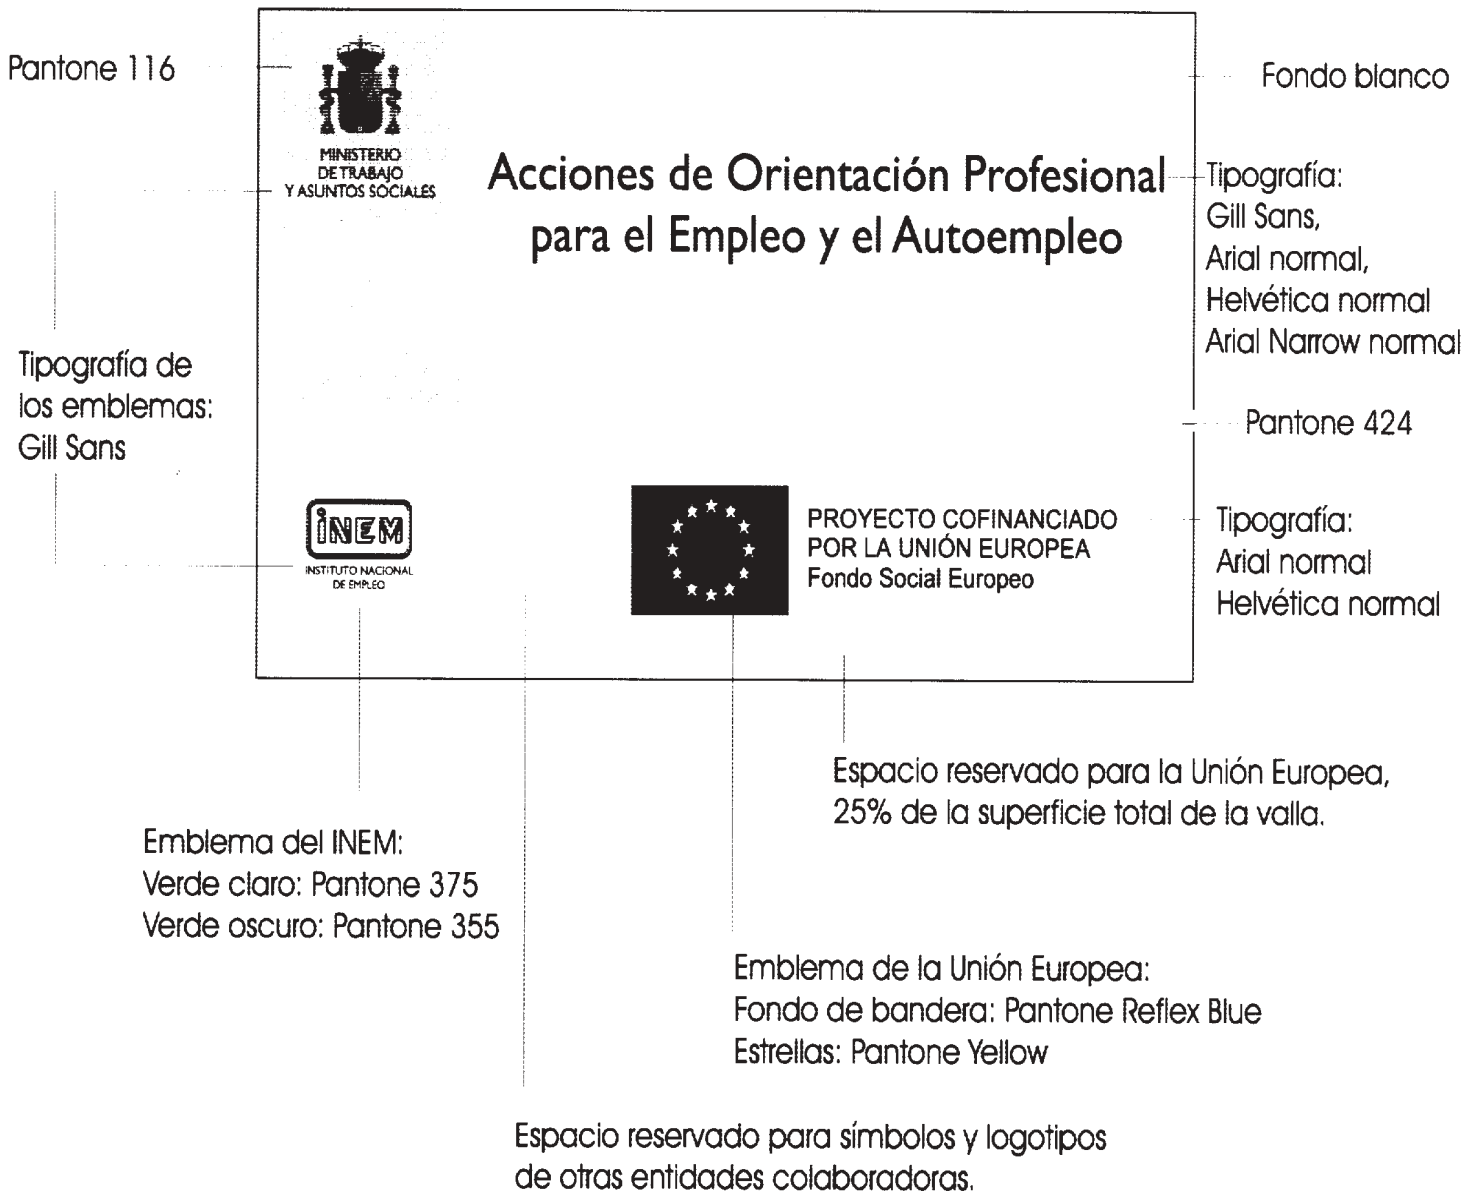 Pantone 116
Fondo blanco
MINISTERIO
DE TRABAJO
Y ASUNTOS SOCIALES
Acciones de Orientación Profesional
para el Empleo y el Autoempleo
Tipografía:
Gill Sans,
Arial normal,
Helvética normal
Arial Narrow normal
Tipografía de
los emblemas:
Gill Sans
Pantone 424
INEM
INSTITUTO NACIONAL
DE EMPLEO
PROYECTO COFINANCIADO
POR LA UNIÓN EUROPEA
Fondo Social Europeo
Tipografía:
Arial normal
Helvética normal
Espacio reservado para la Unión Europea,
25% de la superficie total de la valla.
Emblema del INEM:
Verde claro: Pantone 375
Verde oscuro: Pantone 355
Emblema de la Unión Europea:
Fondo de bandera: Pantone Reflex Blue
Estrellas: Pantone Yellow
Espacio reservado para símbolos y logotipos
de otras entidades colaboradoras.